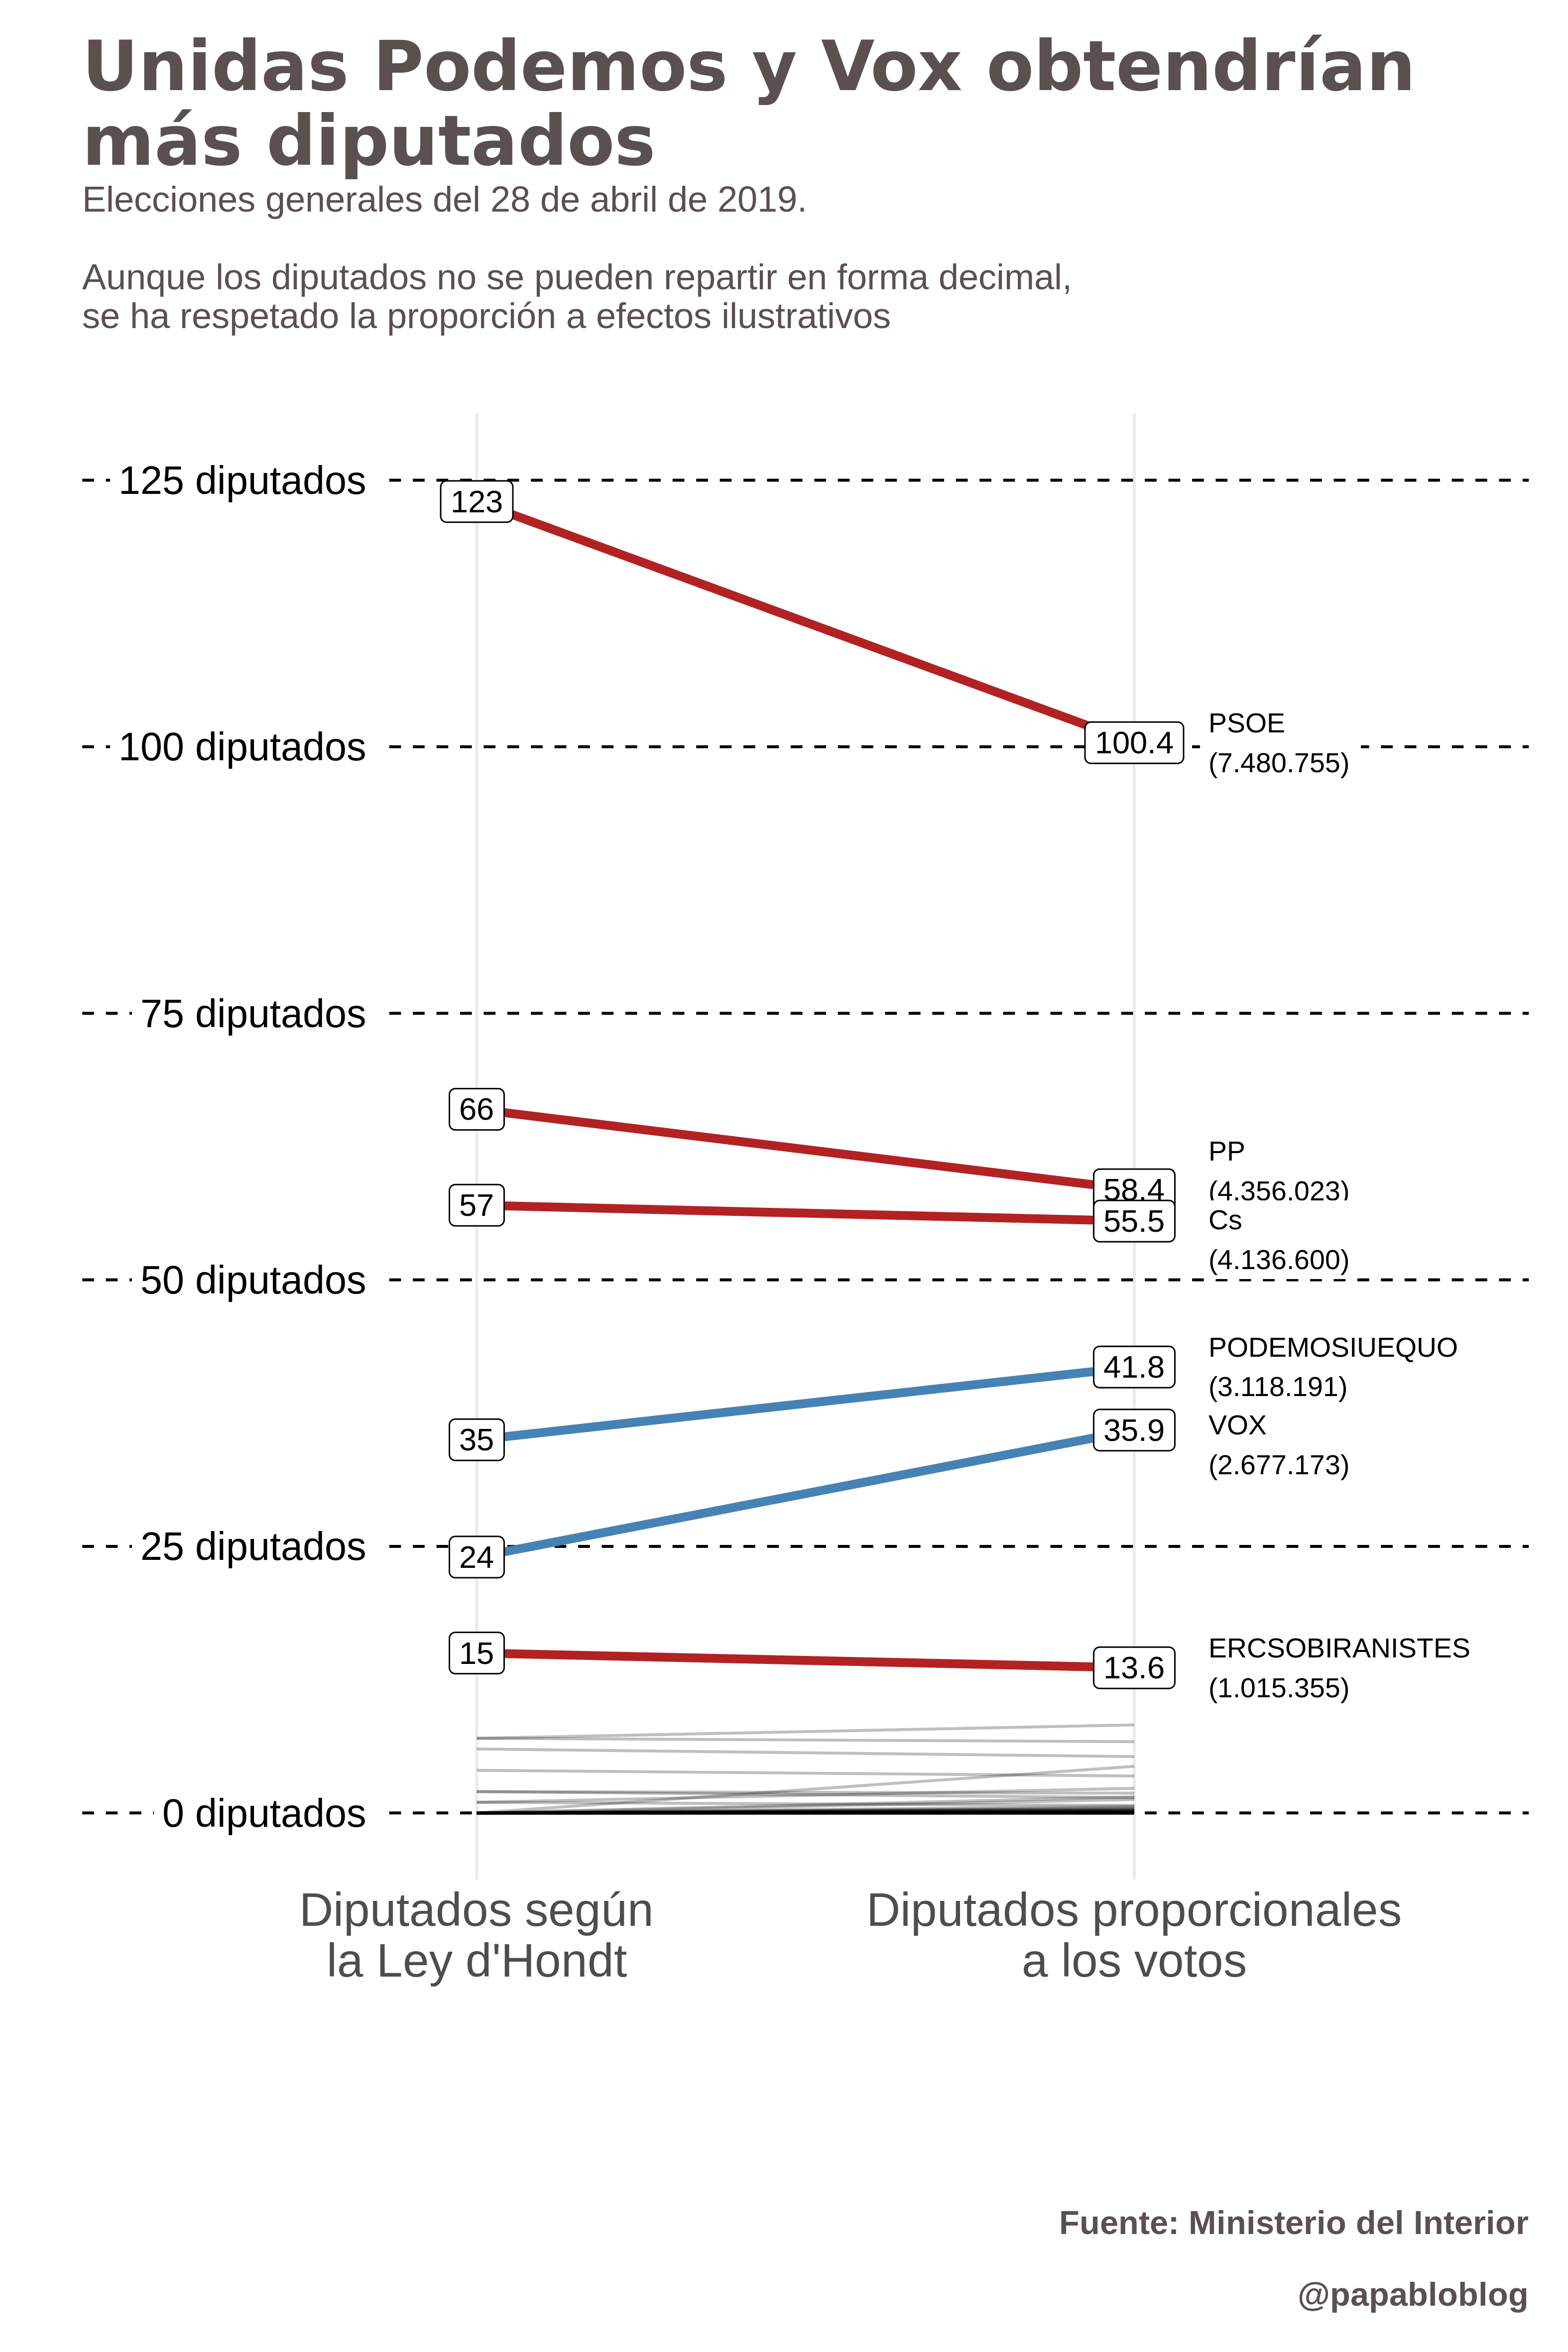 Unidas Podemos y Vox obtendrían
más diputados
Elecciones generales del 28 de abril de 2019.
Aunque los diputados no se pueden repartir en forma decimal,
se ha respetado la proporción a efectos ilustrativos
125 diputados
123
100 diputados
100.4
PSOE
(7.480.755)
75 diputados
66
58.4
PP
(4.356.023)
57
55.5
Cs
(4.136.600)
50 diputados
35
41.8
PODEMOSIUEQUO
(3.118.191)
35.9
VOX
(2.677.173)
25 diputados
24
15
13.6
ERCSOBIRANISTES
(1.015.355)
0 diputados
Diputados según
la Ley d'Hondt
Diputados proporcionales
a los votos
Fuente: Ministerio del Interior
@papabloblog